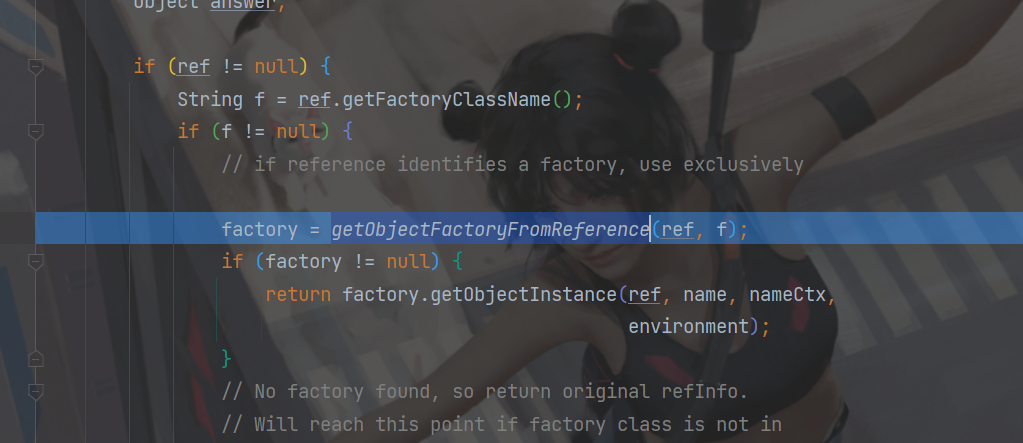 Object answer;
if (ref != null) {
String f = ref.getFactoryClassName();
if (f != null) {
// if reference identifies a factory, use exclusively
factory = getObjectFactoryFromReference(ref, f);
if (factory != null) {
return factory.getObjectInstance(ref, name, nameCtx,
environment);
}
// No factory found, so return original refInfo.
// Will reach this point if factory class is not in